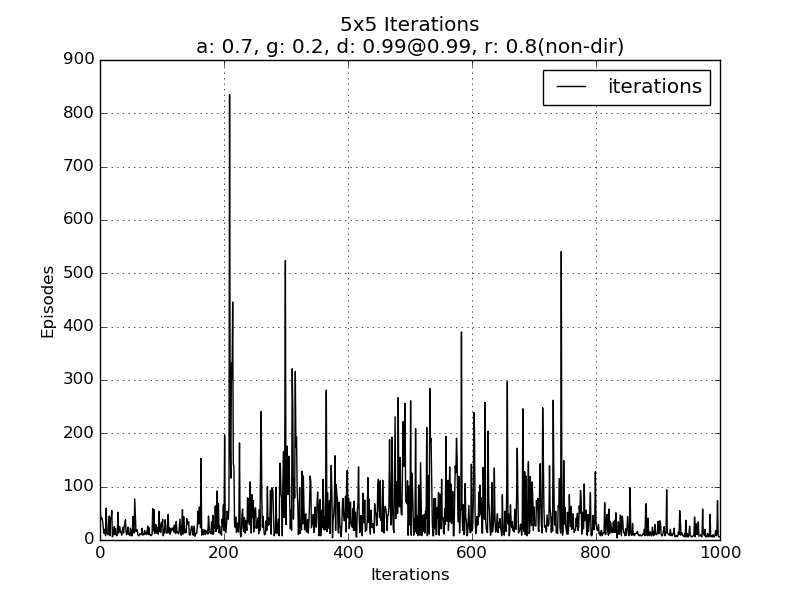 5x5 Iterations
a: 0.7, g: 0.2, d: 0.99@0.99, r: 0.8(non-dir)
900
800
700
600
500
400
300
200
100
0
Episodes
iterations
0 200 400 600 800 1000
Iterations